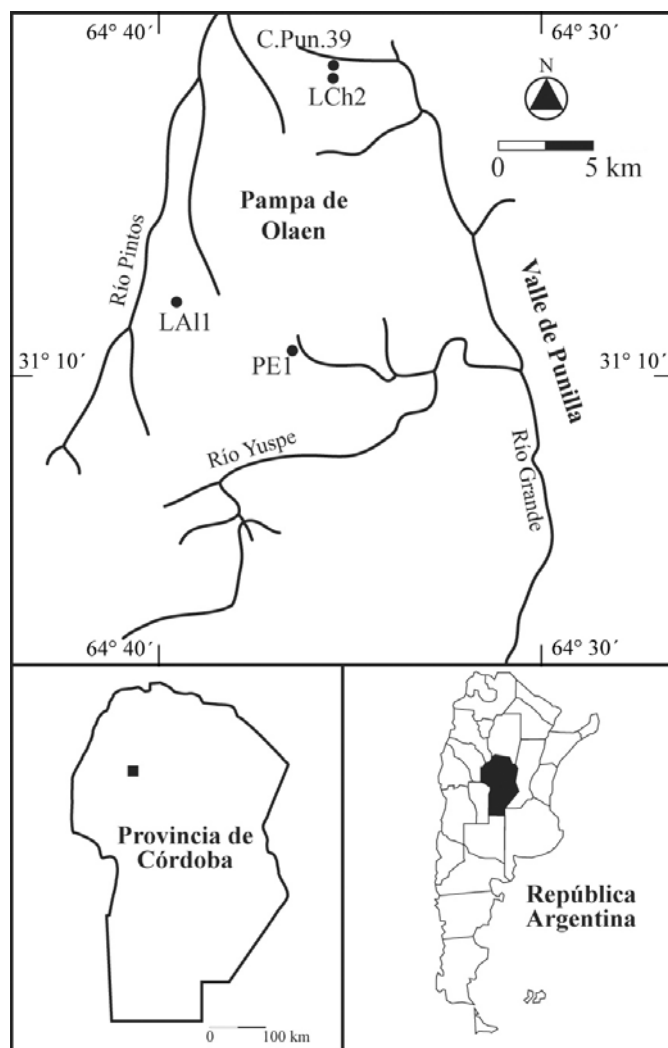 64° 40´
64° 30´
C.Pun.39
LCh2
N
0 5 km
Pampa de
Olaen
Río Pintos
Valle de Punilla
LAl1
PE1
31° 10´
31° 10´
Río Yuspe
Río Grande
64° 40´
64° 30´
Provincia de
Córdoba
0 100 km
República
Argentina